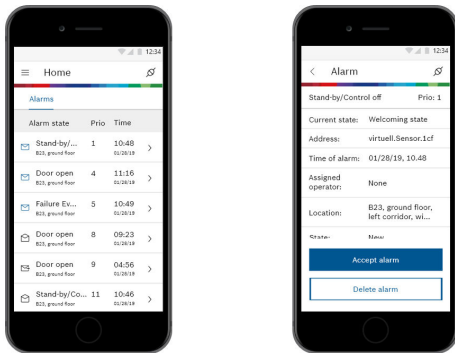 12:34
Home
Alarms
Alarm state Prio Time
Stand-by/... 1 10:48
B23, ground floor 01/28/19
Door open 4 11:16
B23, ground floor 01/28/19
Failure Ev... 5 10:49
B23, ground floor 01/28/19
Door open 8 09:23
B23, ground floor 01/28/19
Door open 9 04:56
B23, ground floor 01/28/19
Stand-by/Co... 11 10:46
B23, ground floor 01/28/19
12:34
Alarm
Stand-by/Control off Prio: 1
Current state: Welcoming state
Address: virtuell.Sensor.1cf
Time of alarm: 01/28/19, 10.48
Assigned
operator: None
Location: B23, ground floor,
left corridor, wi...
State: New
Accept alarm
Delete alarm